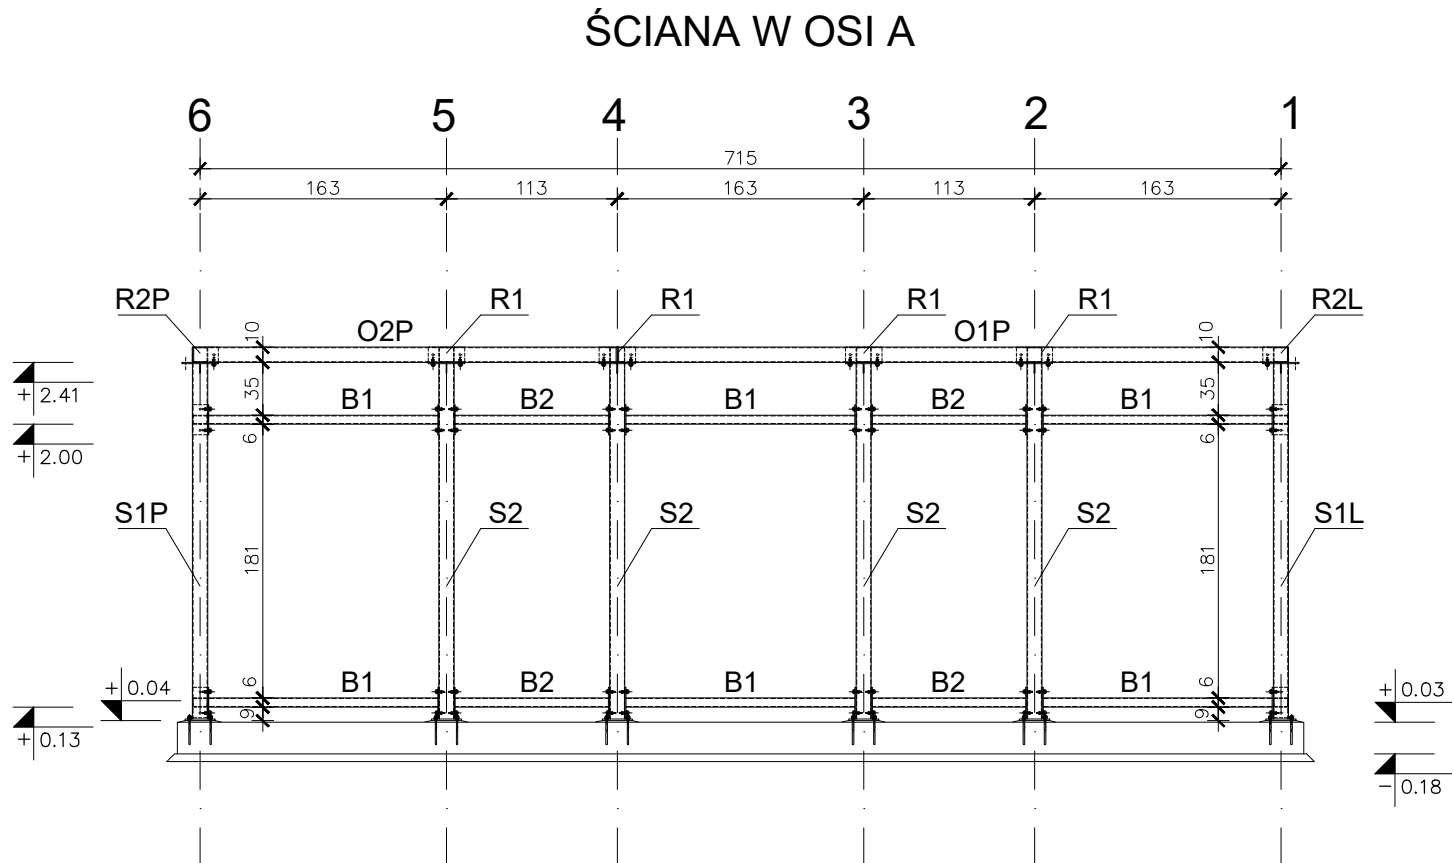 ŚCIANA W OSI A
6 5 4 3 2 1
715
163 113 163 113 163
R2P R1 R1 R1 R1 R2L
O2P O1P
10 10
+ 2.41
35 35
B1 B2 B1 B2 B1
6 6
+ 2.00
S1P S2 S2 S2 S2 S1L
181 181
B1 B2 B1 B2 B1
6 6
+ 0.04 + 0.03
9 9
+ 0.13
- 0.18